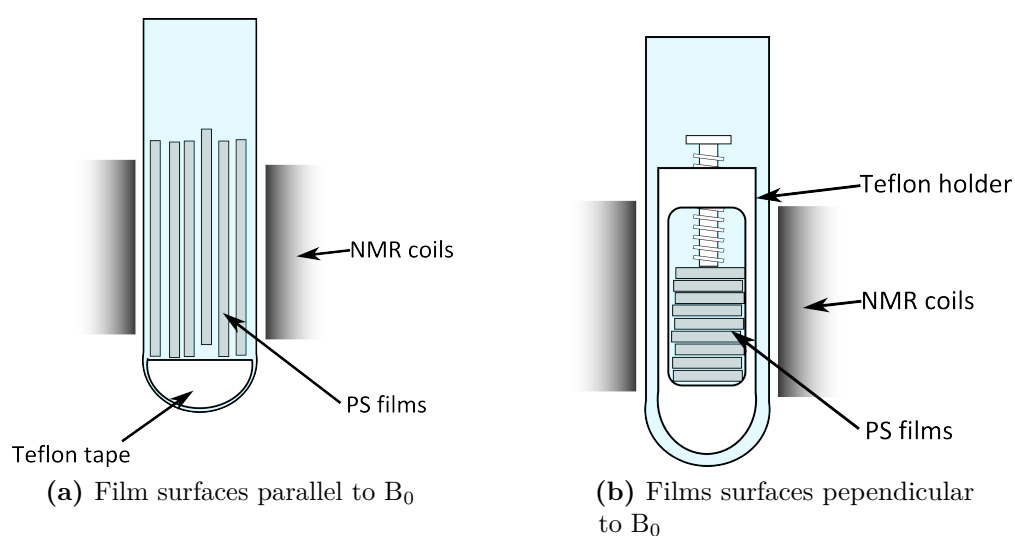 NMR coils
PS films
Teflon tape
(a) Film surfaces parallel to B₀
Teflon holder
NMR coils
PS films
(b) Films surfaces pependicular
to B₀